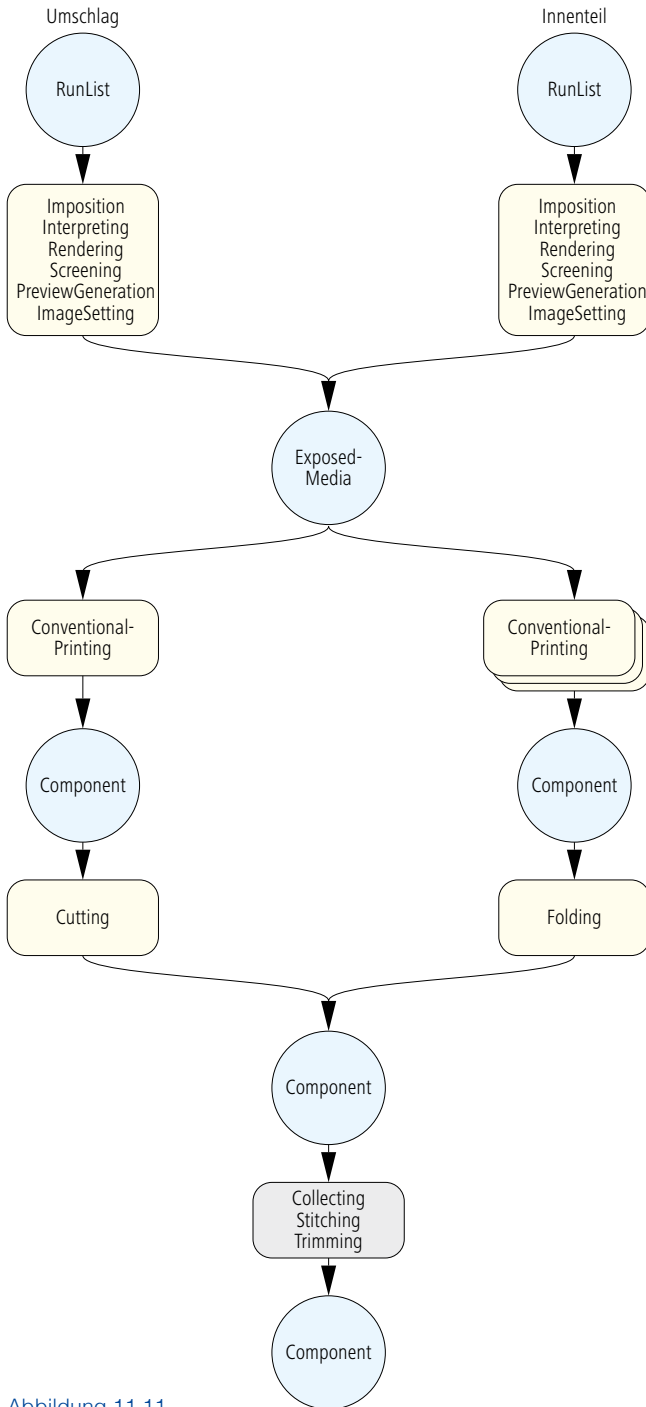 Umschlag
Innenteil
RunList
RunList
Imposition
Interpreting
Rendering
Screening
PreviewGeneration
ImageSetting
Imposition
Interpreting
Rendering
Screening
PreviewGeneration
ImageSetting
Exposed-
Media
Conventional-
Printing
Conventional-
Printing
Component
Component
Cutting
Folding
Component
Collecting
Stitching
Trimming
Component
Abbildung 11.11